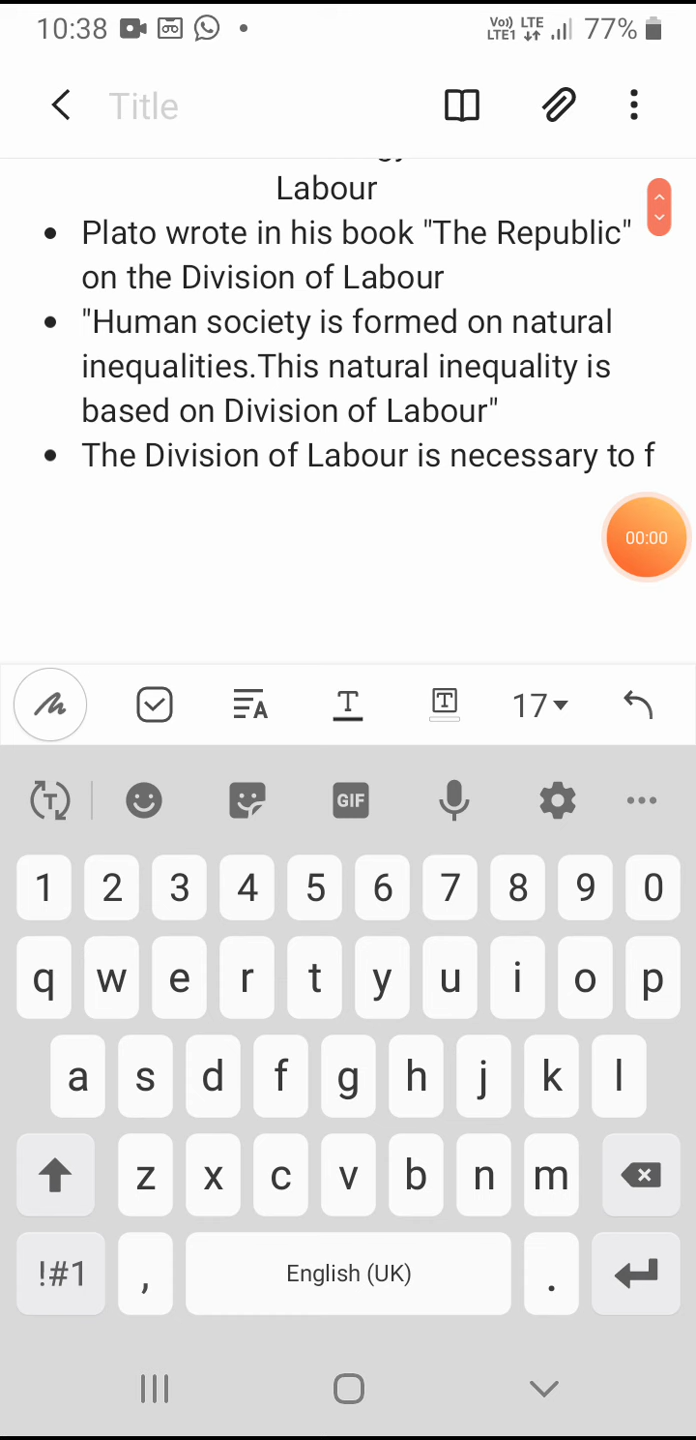 10:38 Vo) LTE LTE1 77%
Title
Labour
• Plato wrote in his book "The Republic"
on the Division of Labour
• "Human society is formed on natural
inequalities.This natural inequality is
based on Division of Labour"
• The Division of Labour is necessary to f
00:00
T T 17
T GIF
1 2 3 4 5 6 7 8 9 0
q w e r t y u i o p
a s d f g h j k l
z x c v b n m
!#1 , English (UK) .